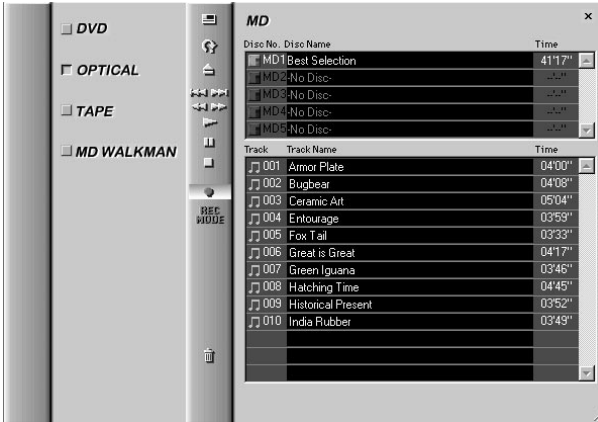 DVD
OPTICAL
TAPE
MD WALKMAN
REC
MODE
MD
Disc No. Disc Name Time
MD1 Best Selection 41'17"
MD2 -No Disc- --'--"
MD3 -No Disc- --'--"
MD4 -No Disc- --'--"
MD5 -No Disc- --'--"
Track Track Name Time
001 Armor Plate 04'00"
002 Bugbear 04'08"
003 Ceramic Art 05'04"
004 Entourage 03'59"
005 Fox Tail 03'33"
006 Great is Great 04'17"
007 Green Iguana 03'46"
008 Hatching Time 04'45"
009 Historical Present 03'52"
010 India Rubber 03'49"